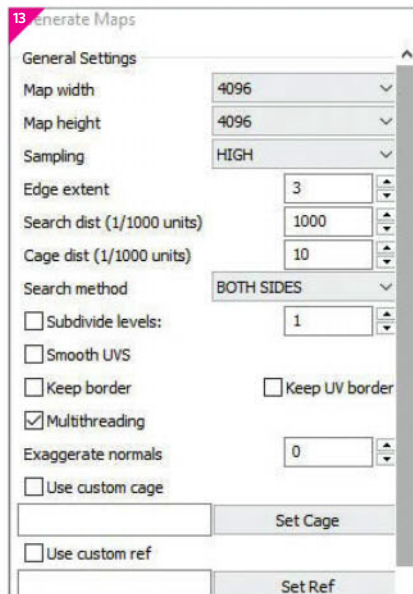 13
enerate Maps
General Settings
Map width 4096
Map height 4096
Sampling HIGH
Edge extent 3
Search dist (1/1000 units) 1000
Cage dist (1/1000 units) 10
Search method BOTH SIDES
Subdivide levels: 1
Smooth UVS
Keep border Keep UV border
Multithreading
Exaggerate normals 0
Use custom cage
Set Cage
Use custom ref
Set Ref